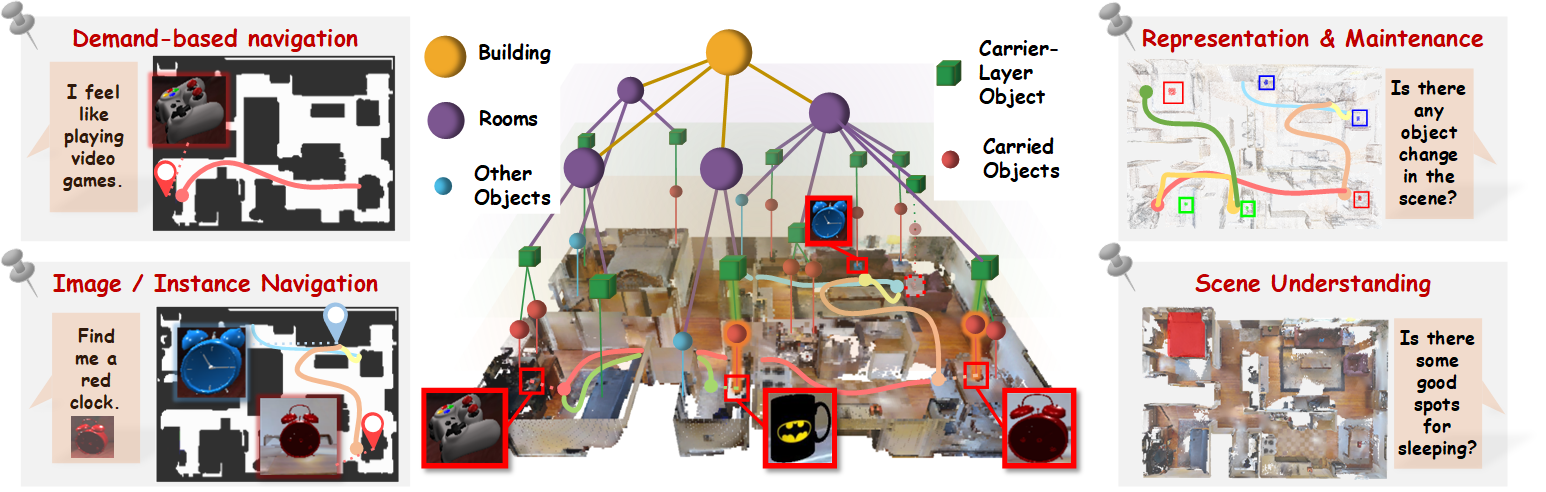 Demand-based navigation
I feel
like
playing
video
games.
Image / Instance Navigation
Find
me a
red
clock.
Building
Rooms
Other
Objects
Carrier-
Layer
Object
Carried
Objects
Representation & Maintenance
Is there
any
object
change
in the
scene?
Scene Understanding
Is there
some
good
spots
for
sleeping?